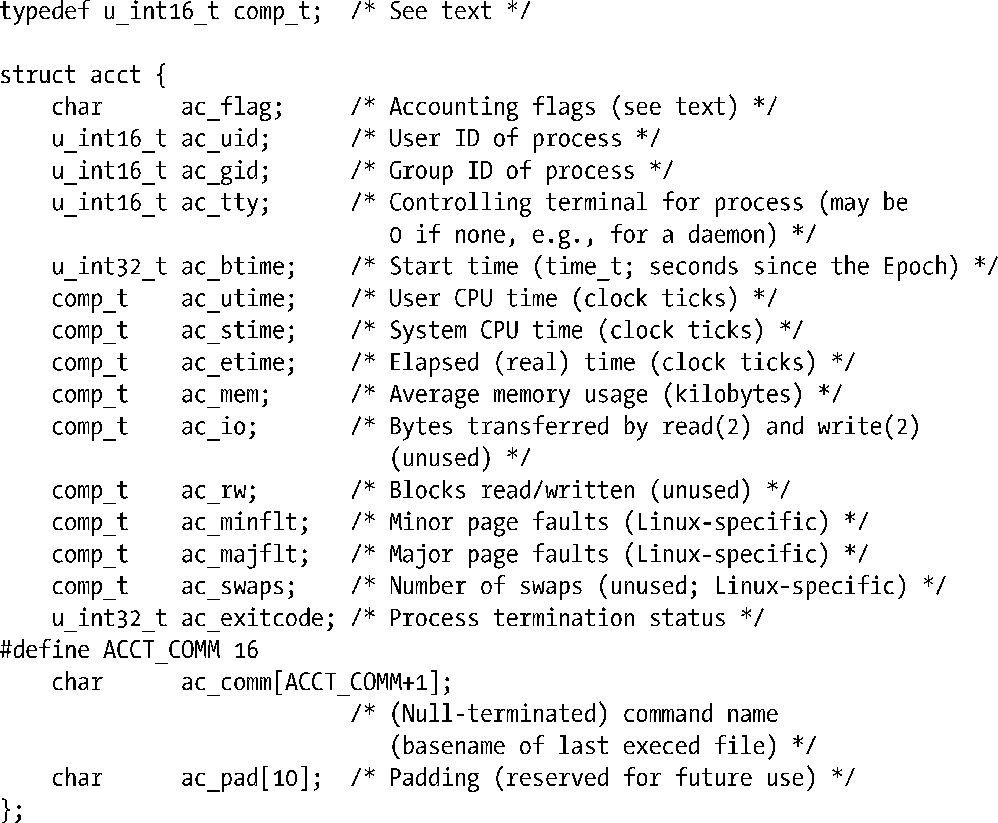 typedef u_int16_t comp_t;  /* See text */

struct acct {
    char      ac_flag;     /* Accounting flags (see text) */
    u_int16_t ac_uid;      /* User ID of process */
    u_int16_t ac_gid;      /* Group ID of process */
    u_int16_t ac_tty;      /* Controlling terminal for process (may be
                              0 if none, e.g., for a daemon) */
    u_int32_t ac_btime;    /* Start time (time_t; seconds since the Epoch) */
    comp_t    ac_utime;    /* User CPU time (clock ticks) */
    comp_t    ac_stime;    /* System CPU time (clock ticks) */
    comp_t    ac_etime;    /* Elapsed (real) time (clock ticks) */
    comp_t    ac_mem;      /* Average memory usage (kilobytes) */
    comp_t    ac_io;       /* Bytes transferred by read(2) and write(2)
                              (unused) */
    comp_t    ac_rw;       /* Blocks read/written (unused) */
    comp_t    ac_minflt;   /* Minor page faults (Linux-specific) */
    comp_t    ac_majflt;   /* Major page faults (Linux-specific) */
    comp_t    ac_swaps;    /* Number of swaps (unused; Linux-specific) */
    u_int32_t ac_exitcode; /* Process termination status */
#define ACCT_COMM 16
    char      ac_comm[ACCT_COMM+1];
                           /* (Null-terminated) command name
                              (basename of last execed file) */
    char      ac_pad[10];  /* Padding (reserved for future use) */
};